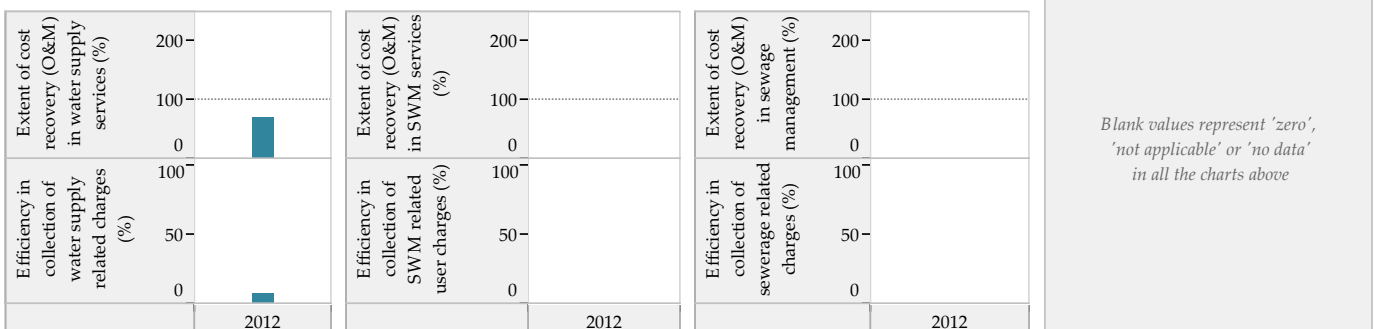 Extent of cost
recovery (O&M)
in water supply
services (%)
200
100
0
Efficiency in
collection of
water supply
related charges
(%)
100
50
0
2012
Extent of cost
recovery (O&M)
in SWM services
(%)
200
100
0
Efficiency in
collection of
SWM related
user charges (%)
100
50
0
2012
Extent of cost
recovery (O&M)
in sewage
management (%)
200
100
0
Efficiency in
collection of
sewerage related
charges (%)
100
50
0
2012
Blank values represent 'zero',
'not applicable' or 'no data'
in all the charts above